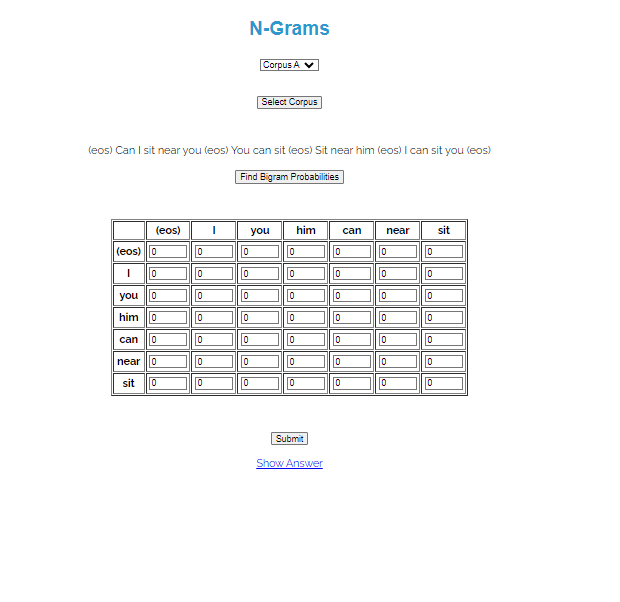 N-Grams
Corpus A
Select Corpus
(eos) Can I sit near you (eos) You can sit (eos) Sit near him (eos) I can sit you (eos)
Find Bigram Probabilities
(eos) I you him can near sit
(eos) 0 0 0 0 0 0 0
I 0 0 0 0 0 0 0
you 0 0 0 0 0 0 0
him 0 0 0 0 0 0 0
can 0 0 0 0 0 0 0
near 0 0 0 0 0 0 0
sit 0 0 0 0 0 0 0
Submit
Show Answer